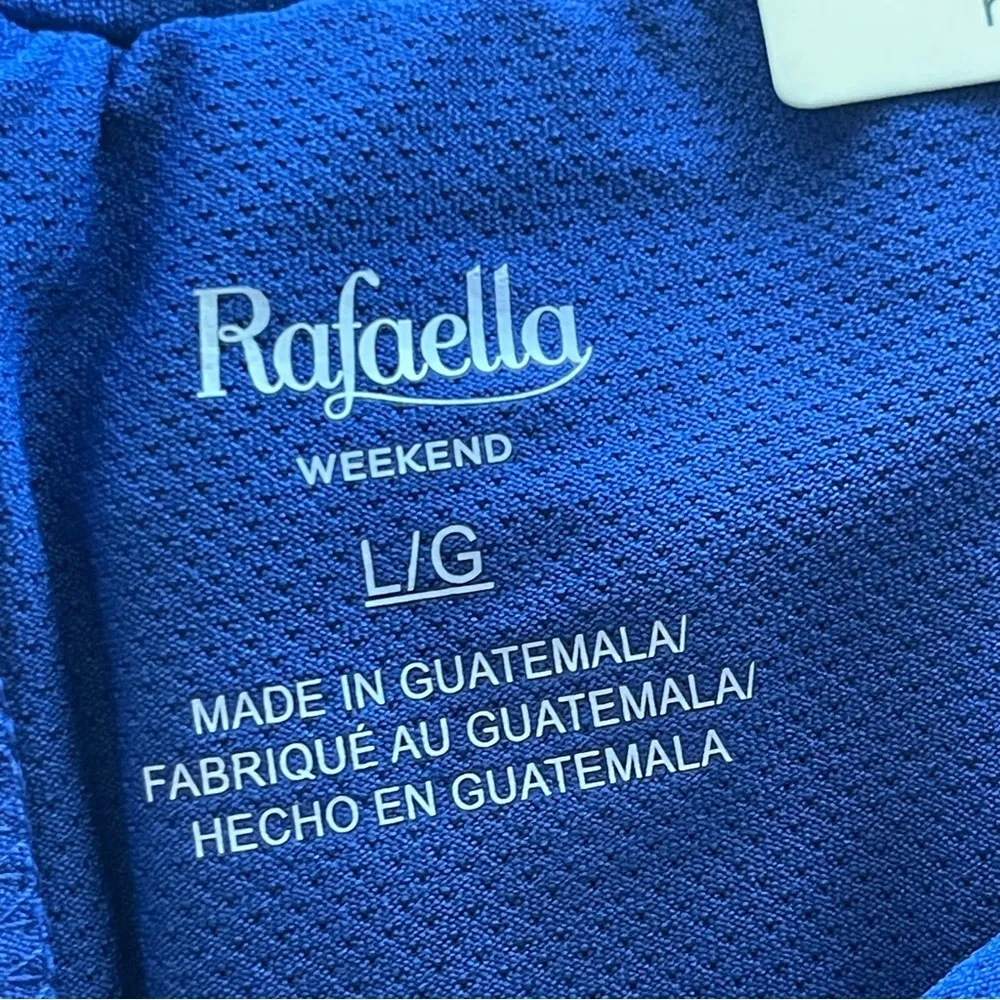 Rafaella
WEEKEND
L/G
MADE IN GUATEMALA/
FABRIQUÉ AU GUATEMALA/
HECHO EN GUATEMALA